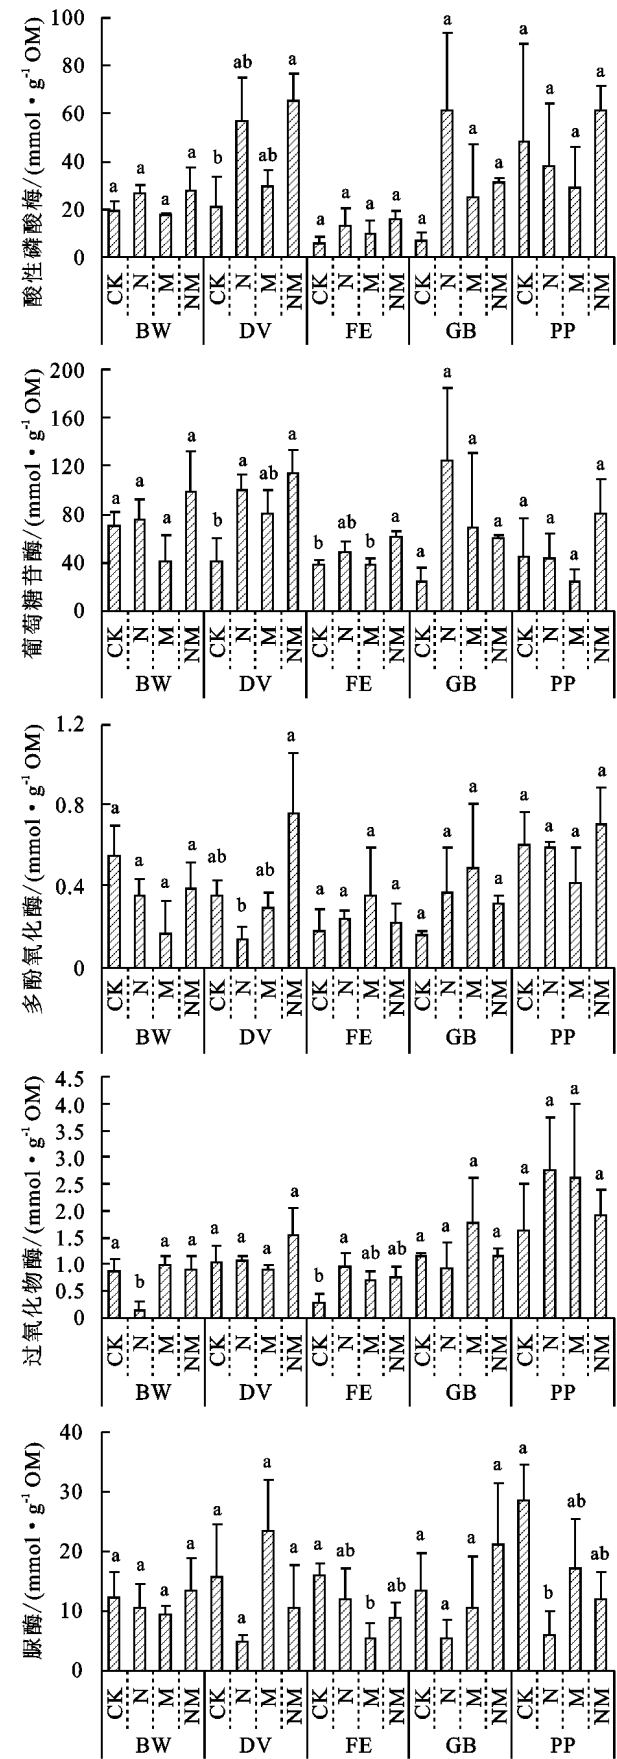 酸性磷酸梅/(mmol·g⁻¹ OM)
100
80
60
40
20
0
a a a a b ab ab a a a a a a a a a a a a a
CK N M NM CK N M NM CK N M NM CK N M NM CK N M NM
BW DV FE GB PP
葡萄糖苷酶/(mmol·g⁻¹ OM)
200
160
120
80
40
0
a a a a b a ab a b ab b a a a a a a a a a
CK N M NM CK N M NM CK N M NM CK N M NM CK N M NM
BW DV FE GB PP
多酚氧化酶/(mmol·g⁻¹ OM)
1.2
0.8
0.4
0
a a a a ab b ab a a a a a a a a a a a a a
CK N M NM CK N M NM CK N M NM CK N M NM CK N M NM
BW DV FE GB PP
过氧化物酶/(mmol·g⁻¹ OM)
4.5
4.0
3.5
3.0
2.5
2.0
1.5
1.0
0.5
0
a b a a a a a a b a ab ab a a a a a a a a
CK N M NM CK N M NM CK N M NM CK N M NM CK N M NM
BW DV FE GB PP
脲酶/(mmol·g⁻¹ OM)
40
30
20
10
0
a a a a a a a a a ab b ab a a a a a b ab ab
CK N M NM CK N M NM CK N M NM CK N M NM CK N M NM
BW DV FE GB PP